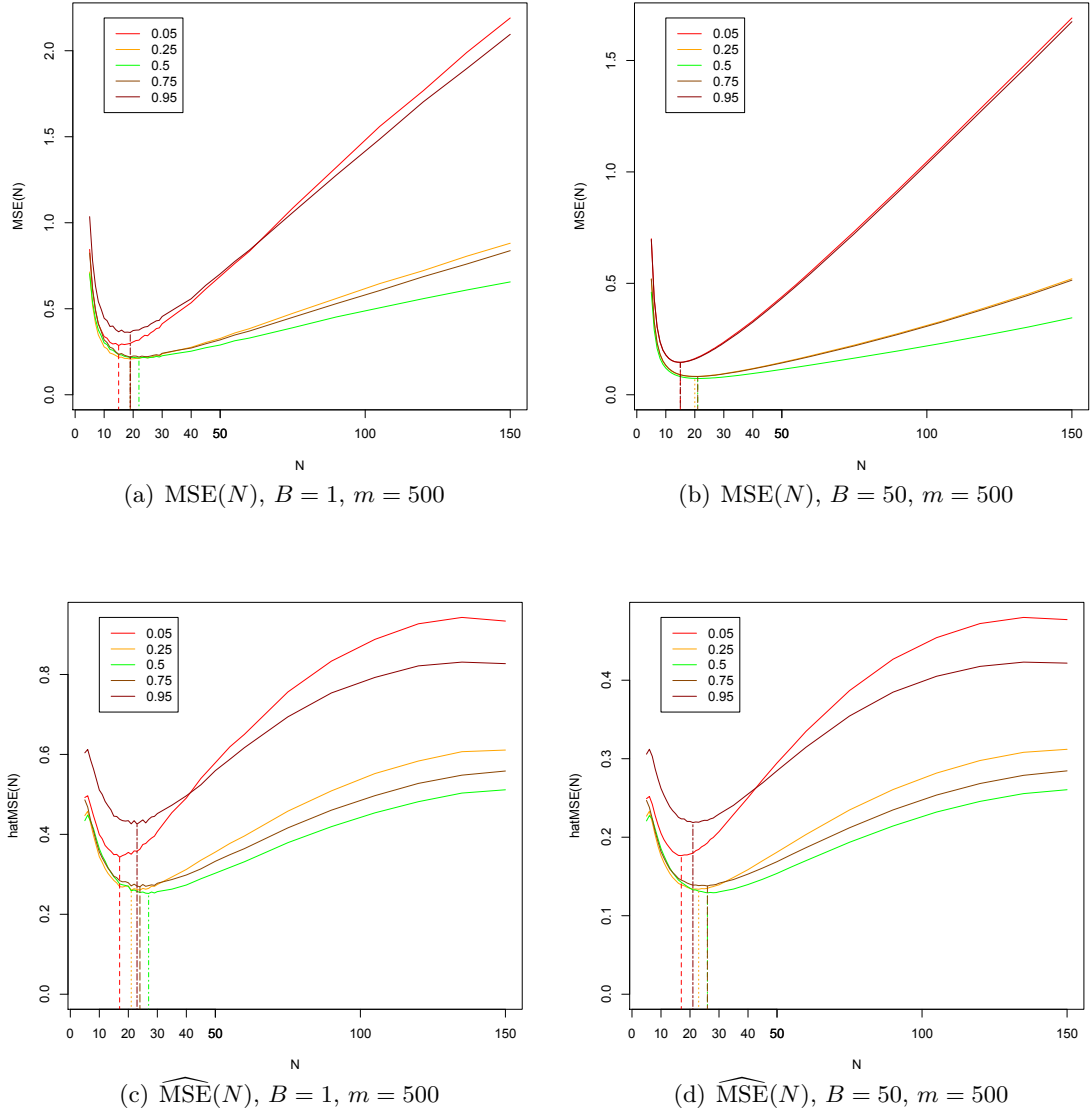 0.05
0.25
0.5
0.75
0.95
MSE(N)
0.0 0.5 1.0 1.5 2.0
0 10 20 30 40 50 100 150
N
(a) MSE(N), B = 1, m = 500
0.05
0.25
0.5
0.75
0.95
MSE(N)
0.0 0.5 1.0 1.5
0 10 20 30 40 50 100 150
N
(b) MSE(N), B = 50, m = 500
0.05
0.25
0.5
0.75
0.95
hatMSE(N)
0.0 0.2 0.4 0.6 0.8
0 10 20 30 40 50 100 150
N
(c) $\widehat{\text{MSE}}$(N), B = 1, m = 500
0.05
0.25
0.5
0.75
0.95
hatMSE(N)
0.0 0.1 0.2 0.3 0.4
0 10 20 30 40 50 100 150
N
(d) $\widehat{\text{MSE}}$(N), B = 50, m = 500